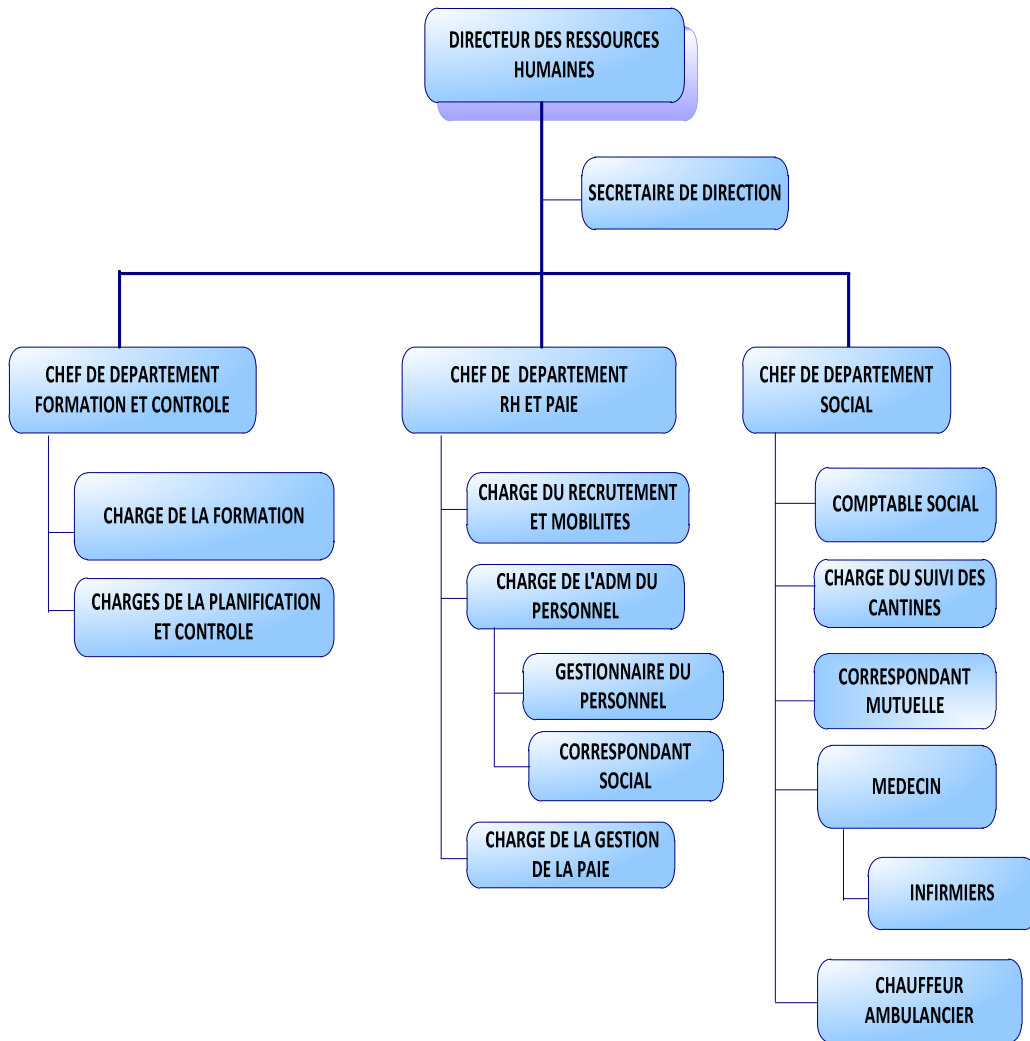 DIRECTEUR DES RESSOURCES
HUMAINES
SECRETAIRE DE DIRECTION
CHEF DE DEPARTEMENT
FORMATION ET CONTROLE
CHARGE DE LA FORMATION
CHARGES DE LA PLANIFICATION
ET CONTROLE
CHEF DE DEPARTEMENT
RH ET PAIE
CHARGE DU RECRUTEMENT
ET MOBILITES
CHARGE DE L'ADM DU
PERSONNEL
GESTIONNAIRE DU
PERSONNEL
CORRESPONDANT
SOCIAL
CHARGE DE LA GESTION
DE LA PAIE
CHEF DE DEPARTEMENT
SOCIAL
COMPTABLE SOCIAL
CHARGE DU SUIVI DES
CANTINES
CORRESPONDANT
MUTUELLE
MEDECIN
INFIRMIERS
CHAUFFEUR
AMBULANCIER